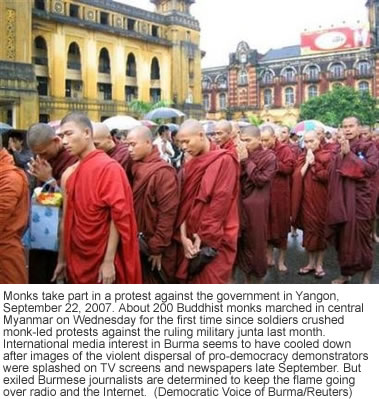 Monks take part in a protest against the government in Yangon,
September 22, 2007. About 200 Buddhist monks marched in central
Myanmar on Wednesday for the first time since soldiers crushed
monk-led protests against the ruling military junta last month.
International media interest in Burma seems to have cooled down
after images of the violent dispersal of pro-democracy demonstrators
were splashed on TV screens and newspapers late September. But
exiled Burmese journalists are determined to keep the flame going
over radio and the Internet.  (Democratic Voice of Burma/Reuters)